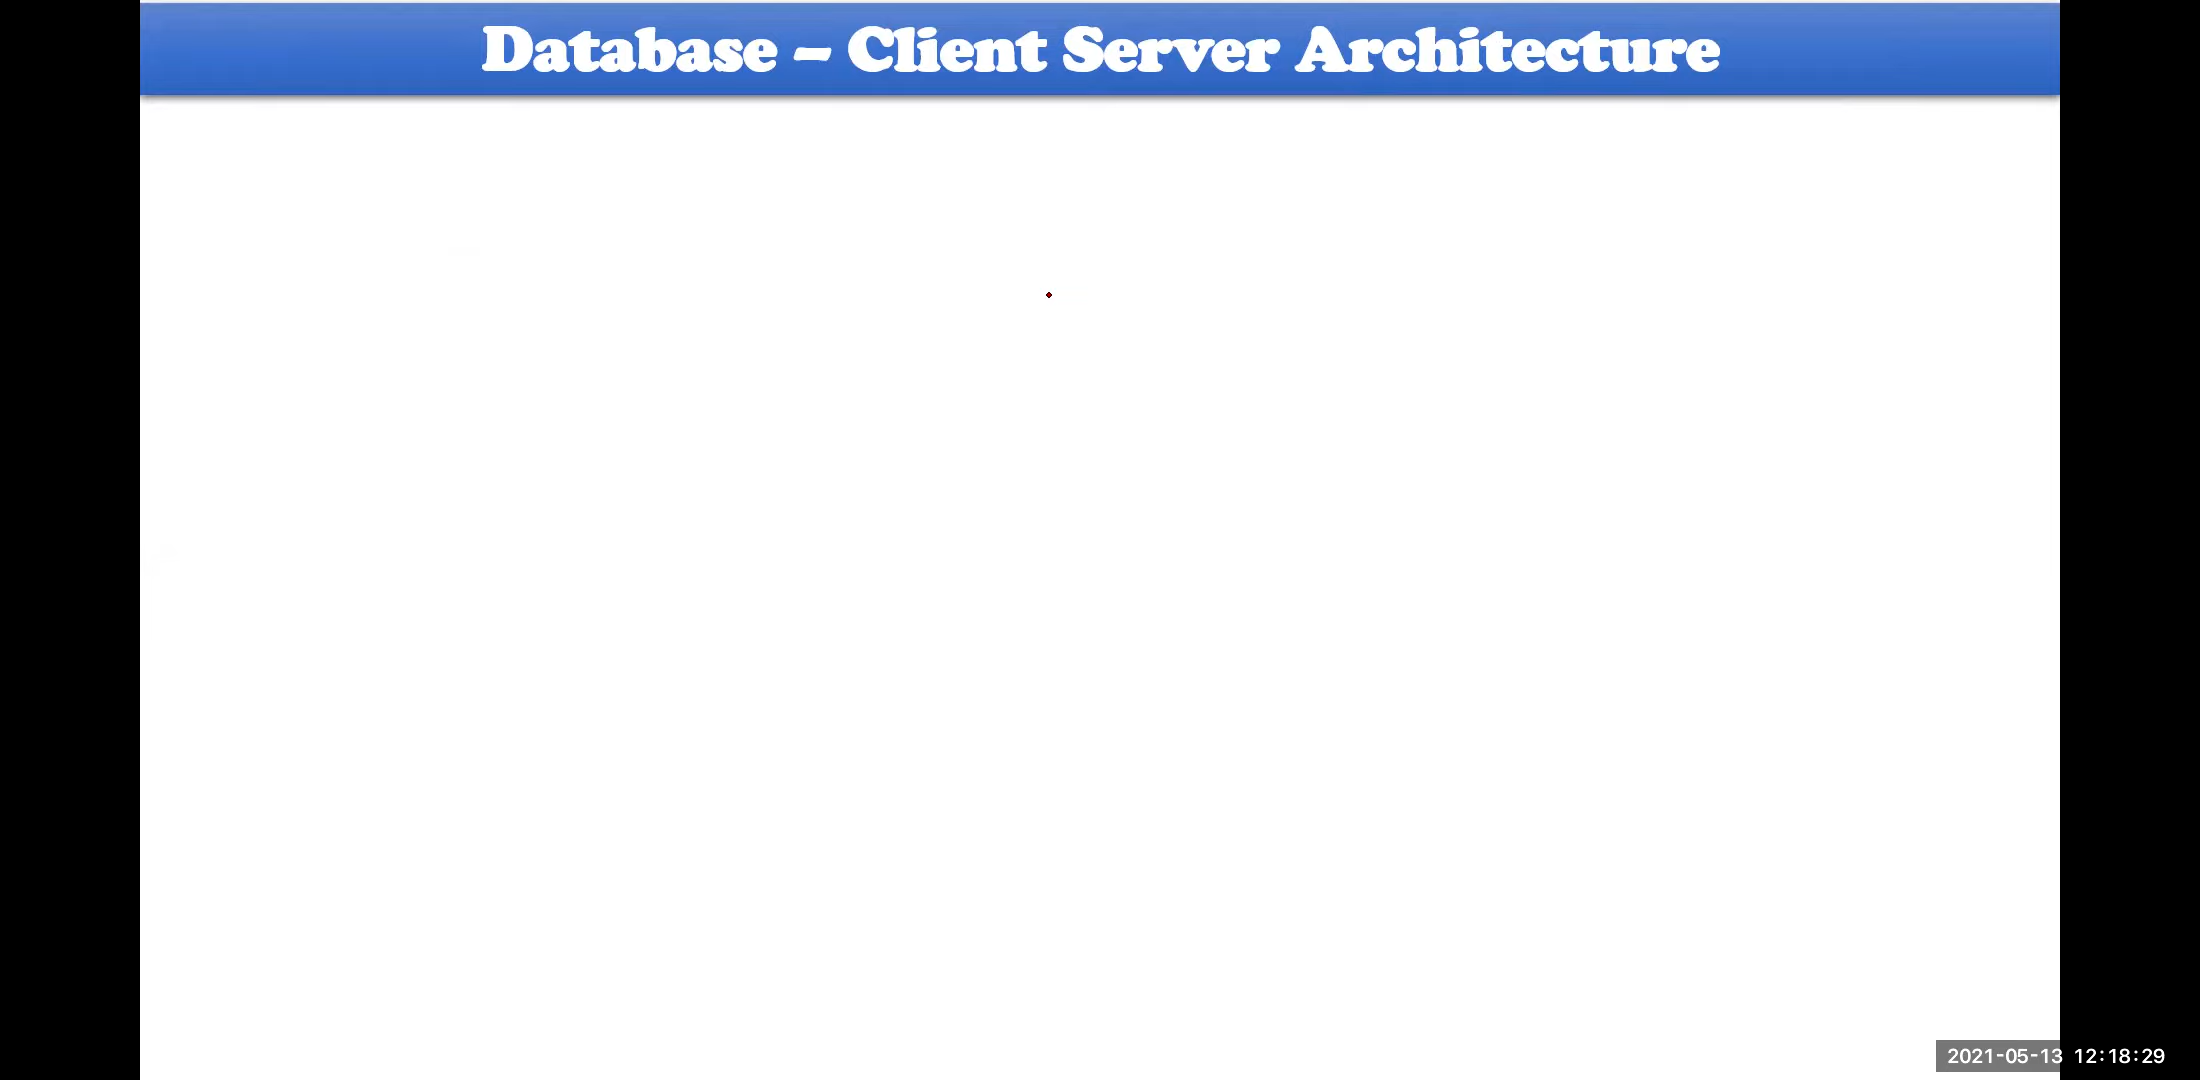 Database – Client Server Architecture
2021-05-13 12:18:29